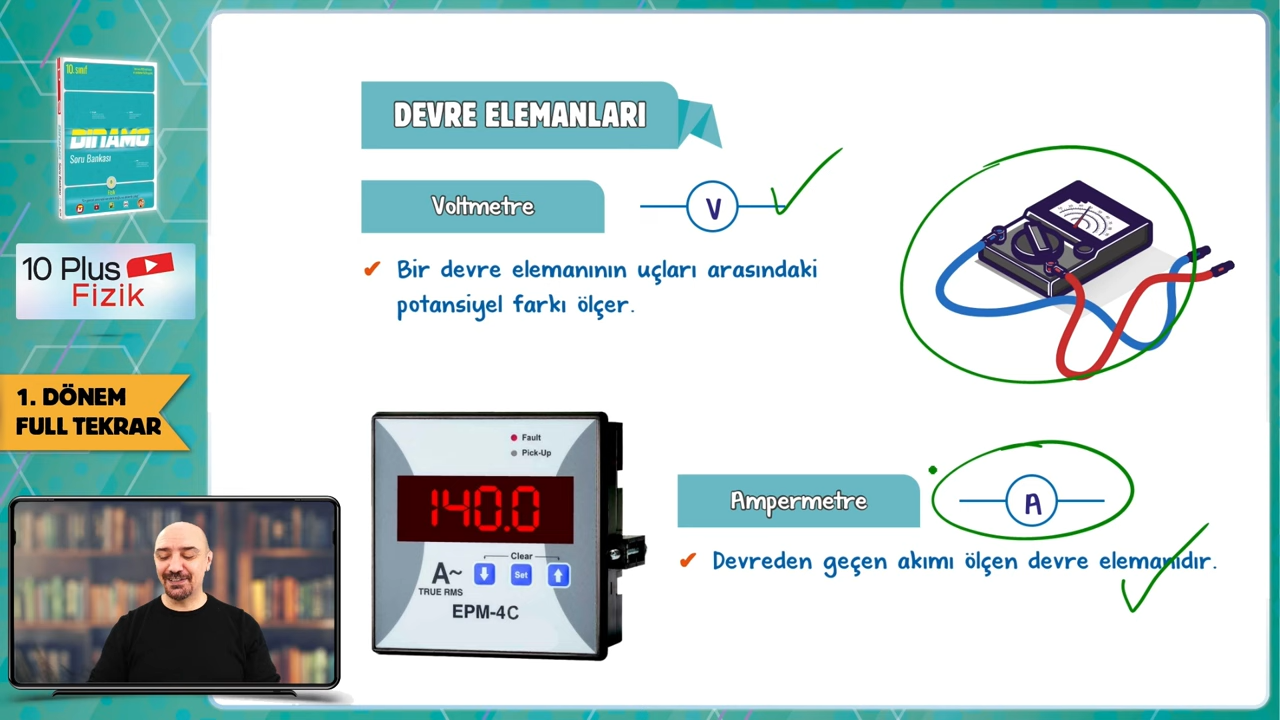 10. sınıf
DİNAMO
Soru Bankası
10 Plus
Fizik
1. DÖNEM
FULL TEKRAR
DEVRE ELEMANLARI
Voltmetre
V
✔ Bir devre elemanının uçları arasındaki
potansiyel farkı ölçer.
Fault
Pick-Up
140.0
Clear
A~
Set
TRUE RMS
EPM-4C
Ampermetre
A
✔ Devreden geçen akımı ölçen devre elemanıdır.